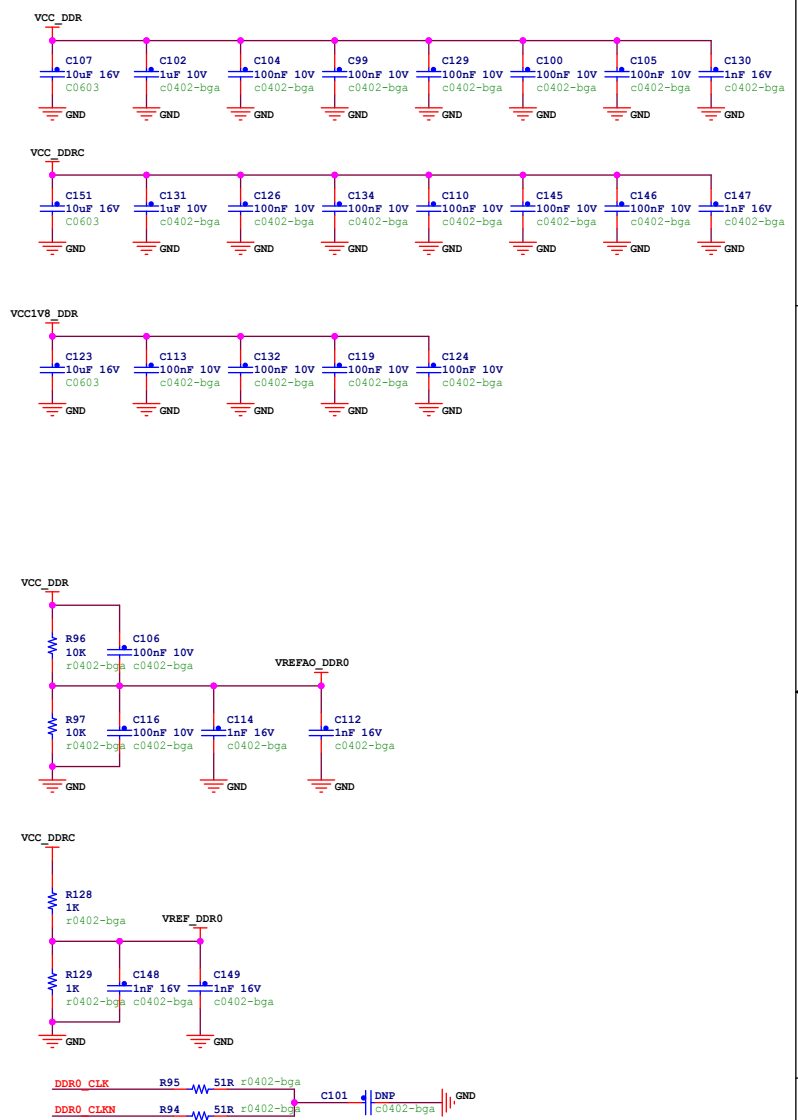 VCC_DDR
C107 C102 C104 C99 C129 C100 C105 C130
10uF 16V 1uF 10V 100nF 10V 100nF 10V 100nF 10V 100nF 10V 100nF 10V 1nF 16V
C0603 c0402-bga c0402-bga c0402-bga c0402-bga c0402-bga c0402-bga c0402-bga
GND GND GND GND GND GND GND GND
VCC_DDRC
C151 C131 C126 C134 C110 C145 C146 C147
10uF 16V 1uF 10V 100nF 10V 100nF 10V 100nF 10V 100nF 10V 100nF 10V 1nF 16V
C0603 c0402-bga c0402-bga c0402-bga c0402-bga c0402-bga c0402-bga c0402-bga
GND GND GND GND GND GND GND GND
VCC1V8_DDR
C123 C113 C132 C119 C124
10uF 16V 100nF 10V 100nF 10V 100nF 10V 100nF 10V
C0603 c0402-bga c0402-bga c0402-bga c0402-bga
GND GND GND GND GND
VCC_DDR
R96 C106
10K 100nF 10V
r0402-bga c0402-bga
VREFAO_DDR0
R97 C116 C114 C112
10K 100nF 10V 1nF 16V 1nF 16V
r0402-bga c0402-bga c0402-bga c0402-bga
GND GND GND
VCC_DDRC
R128
1K
r0402-bga
VREF_DDR0
R129 C148 C149
1K 1nF 16V 1nF 16V
r0402-bga c0402-bga c0402-bga
GND GND
DDR0_CLK R95 51R r0402-bga
C101 DNP GND
c0402-bga
DDR0_CLKN R94 51R r0402-bga